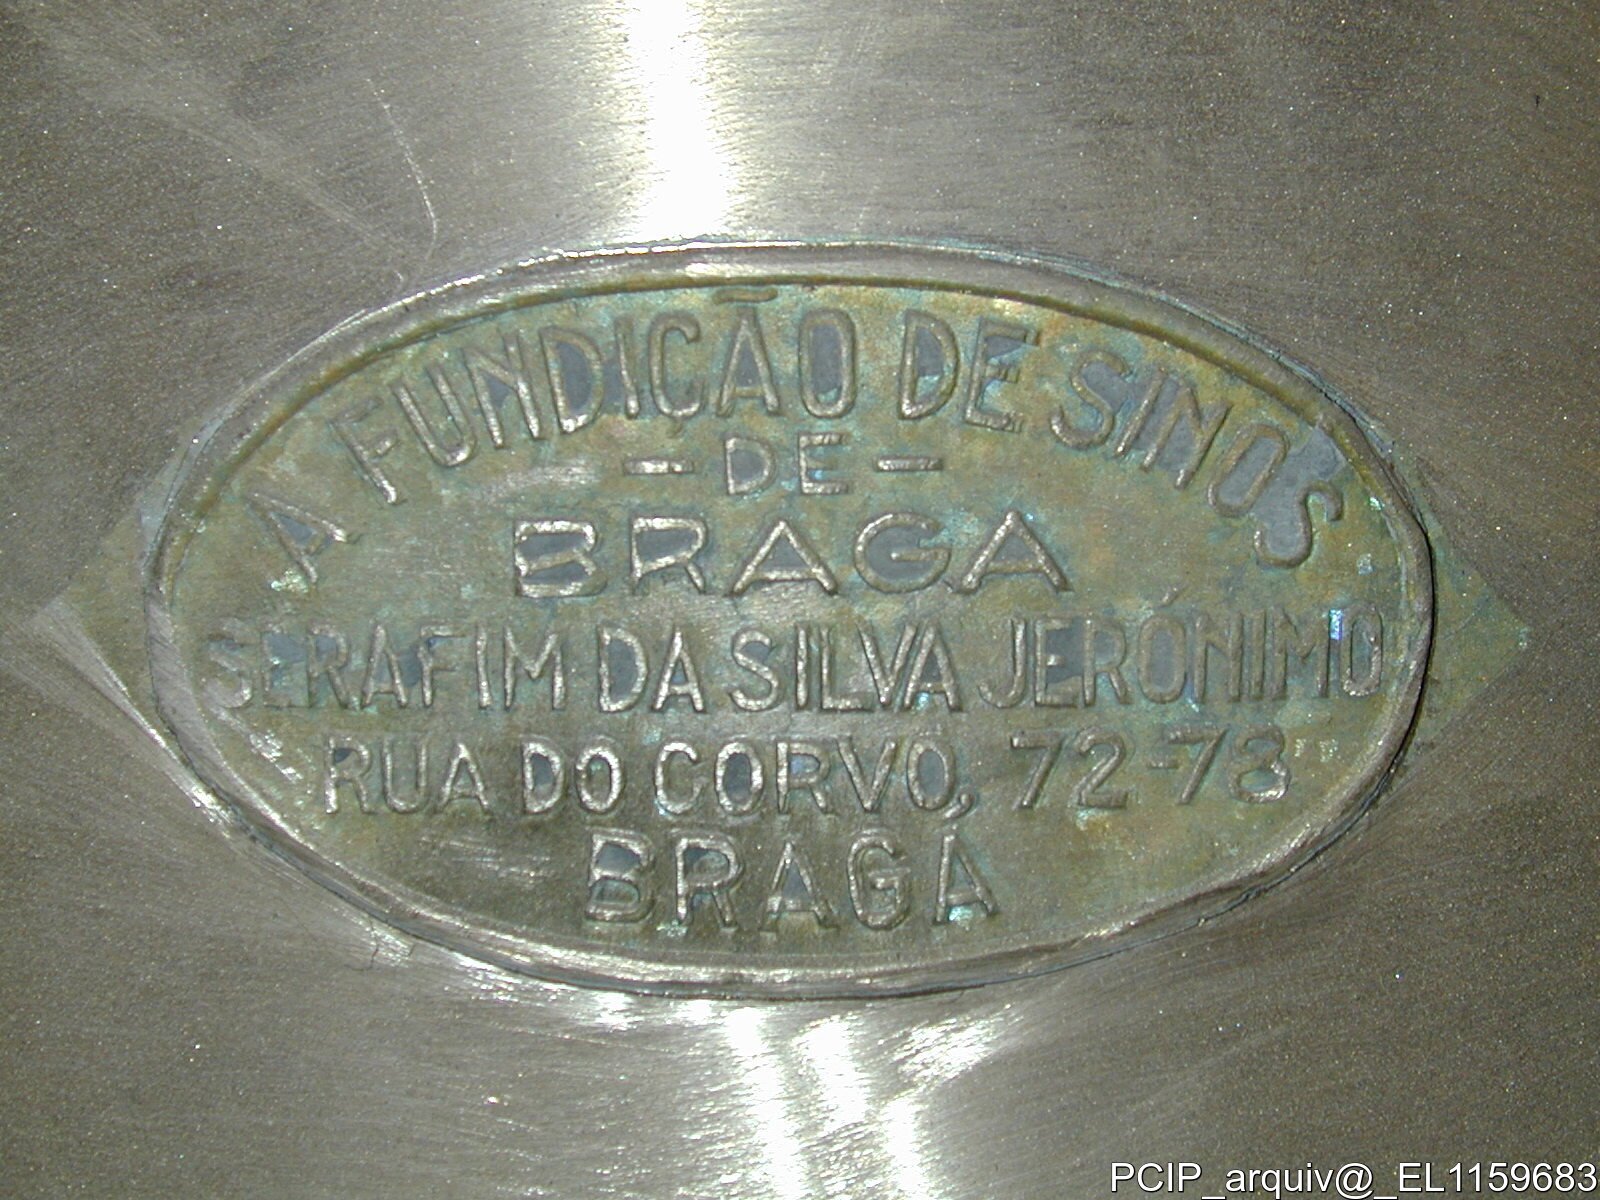 A FUNDIÇÃO DE SINOS
- DE -
BRAGA
SERAFIM DA SILVA JERÓNIMO
RUA DO CORVO, 72-78
BRAGA
PCIP_arquiv@_EL1159683